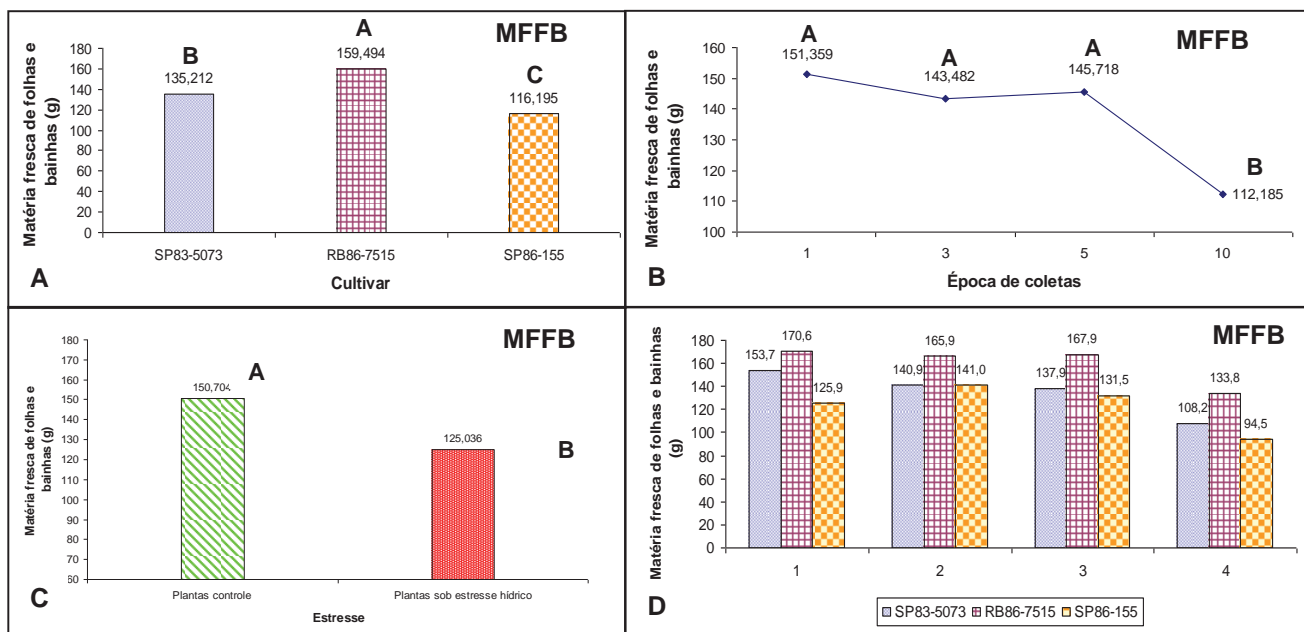 MFFB
Matéria fresca de folhas e
bainhas (g)
180
160
140
120
100
80
60
40
20
0
B
135,212
A
159,494
C
116,195
SP83-5073
RB86-7515
SP86-155
Cultivar
A
MFFB
Matéria fresca de folhas e
bainhas (g)
160
150
140
130
120
110
100
A
151,359
A
143,482
A
145,718
B
112,185
1
3
5
10
Época de coletas
B
MFFB
Matéria fresca de folhas e
bainhas (g)
180
170
160
150
140
130
120
110
100
90
80
70
60
150,704
A
125,036
B
Plantas controle
Plantas sob estresse hídrico
Estresse
C
MFFB
Matéria fresca de folhas e bainhas
(g)
180
160
140
120
100
80
60
40
20
0
153,7
170,6
125,9
140,9
165,9
141,0
137,9
167,9
131,5
108,2
133,8
94,5
1
2
3
4
D
SP83-5073
RB86-7515
SP86-155